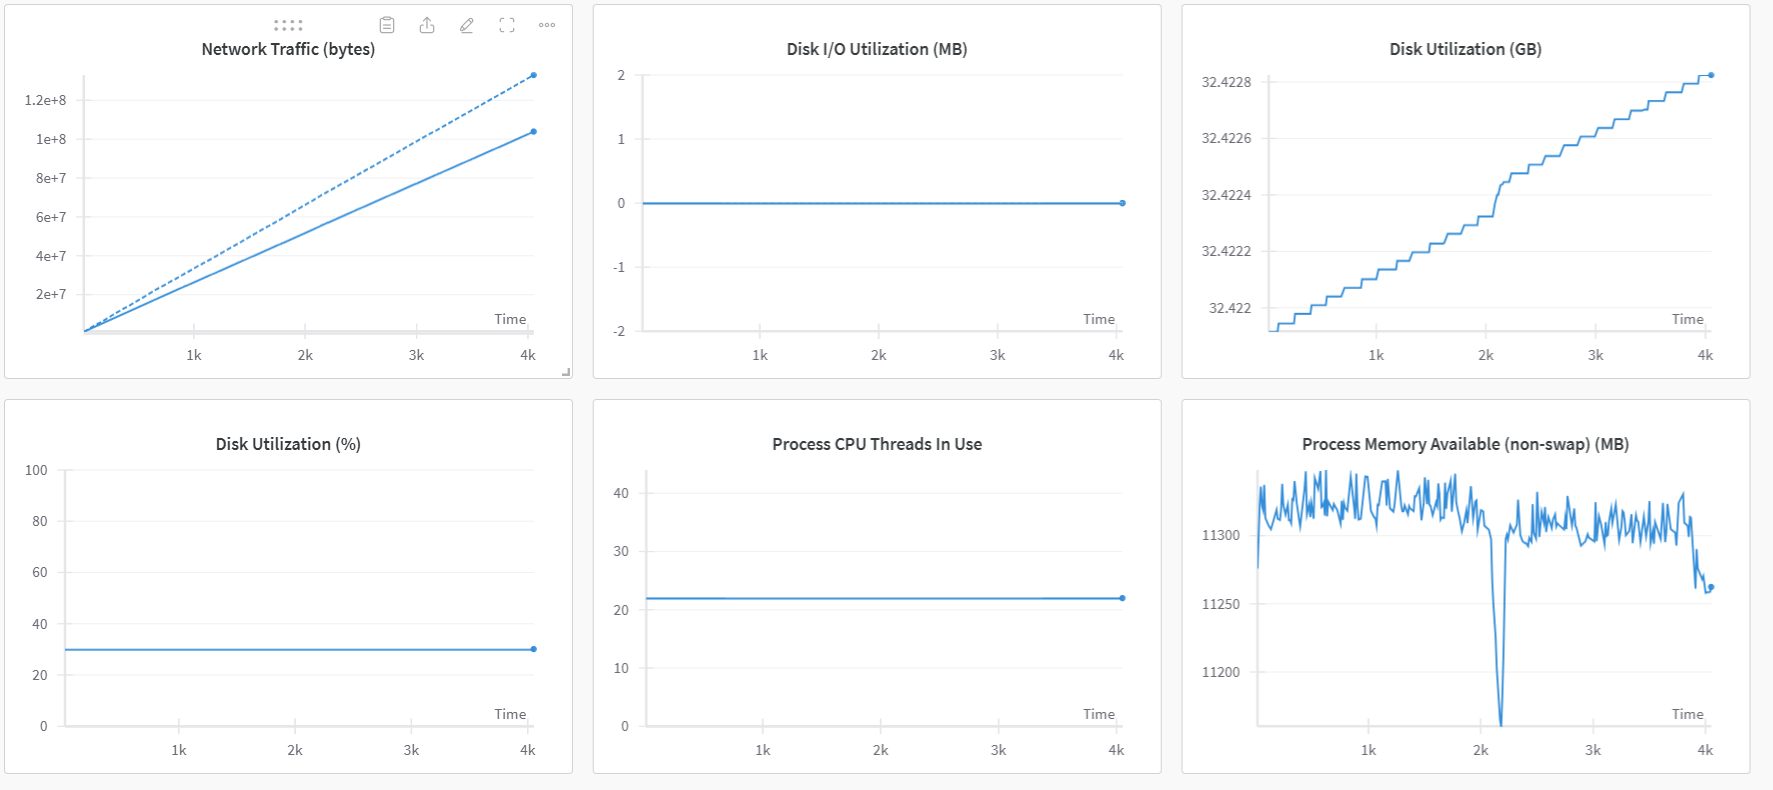 Network Traffic (bytes)
1.2e+8
1e+8
8e+7
6e+7
4e+7
2e+7
Time
1k 2k 3k 4k
Disk I/O Utilization (MB)
2
1
0
-1
-2
Time
1k 2k 3k 4k
Disk Utilization (GB)
32.4228
32.4226
32.4224
32.4222
32.422
Time
1k 2k 3k 4k
Disk Utilization (%)
100
80
60
40
20
0
Time
1k 2k 3k 4k
Process CPU Threads In Use
40
30
20
10
0
Time
1k 2k 3k 4k
Process Memory Available (non-swap) (MB)
11300
11250
11200
Time
1k 2k 3k 4k